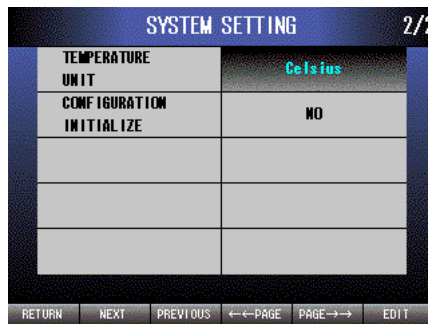 SYSTEM SETTING 2/2
TEMPERATURE
UNIT
Celsius
CONFIGURATION
INITIALIZE
NO
RETURN NEXT PREVIOUS ←←PAGE PAGE→→ EDIT